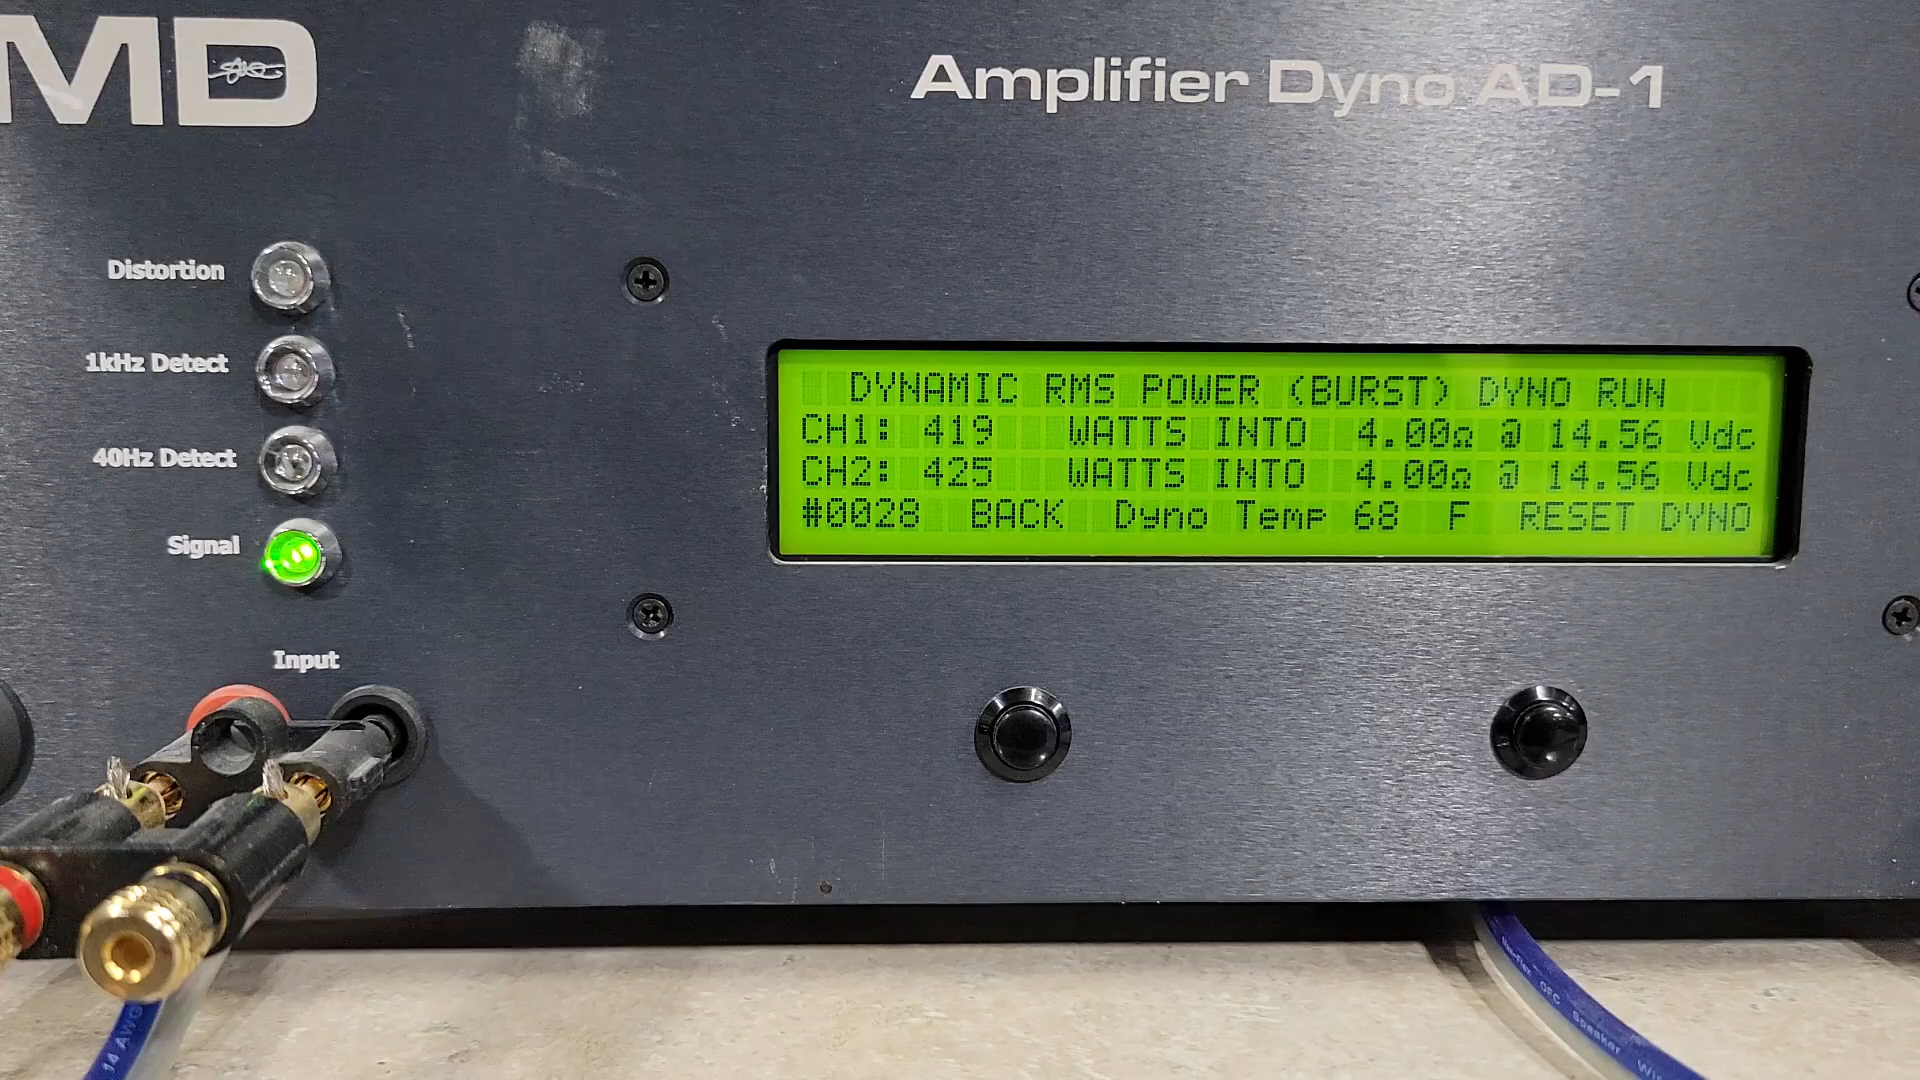 MD
Amplifier Dyno AD-1
Distortion
1kHz Detect
40Hz Detect
Signal
Input
DYNAMIC RMS POWER (BURST) DYNO RUN
CH1: 419 WATTS INTO 4.00Ω @ 14.56 Vdc
CH2: 425 WATTS INTO 4.00Ω @ 14.56 Vdc
#0028 BACK Dyno Temp 68 F RESET DYNO
14 AWG
OFC
Speaker